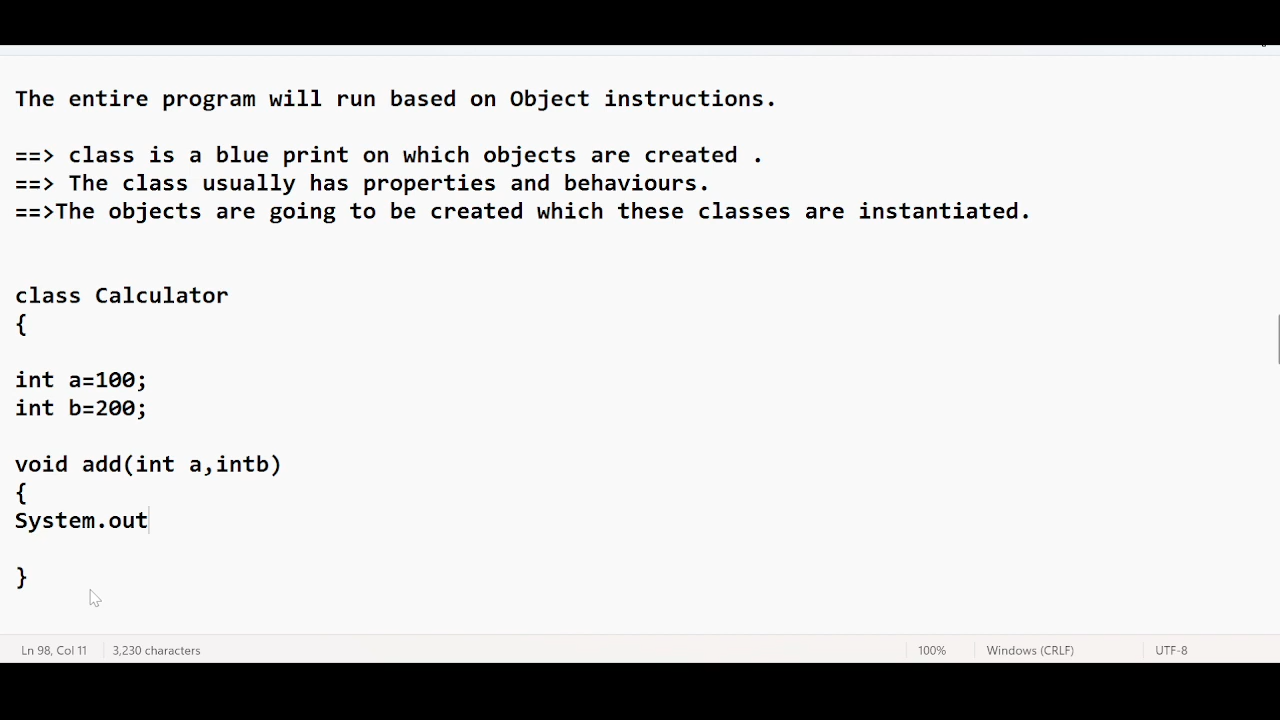 The entire program will run based on Object instructions.
==> class is a blue print on which objects are created .
==> The class usually has properties and behaviours.
==>The objects are going to be created which these classes are instantiated.
class Calculator
{
int a=100;
int b=200;
void add(int a,intb)
{
System.out
}
Ln 98, Col 11 3,230 characters 100% Windows (CRLF) UTF-8